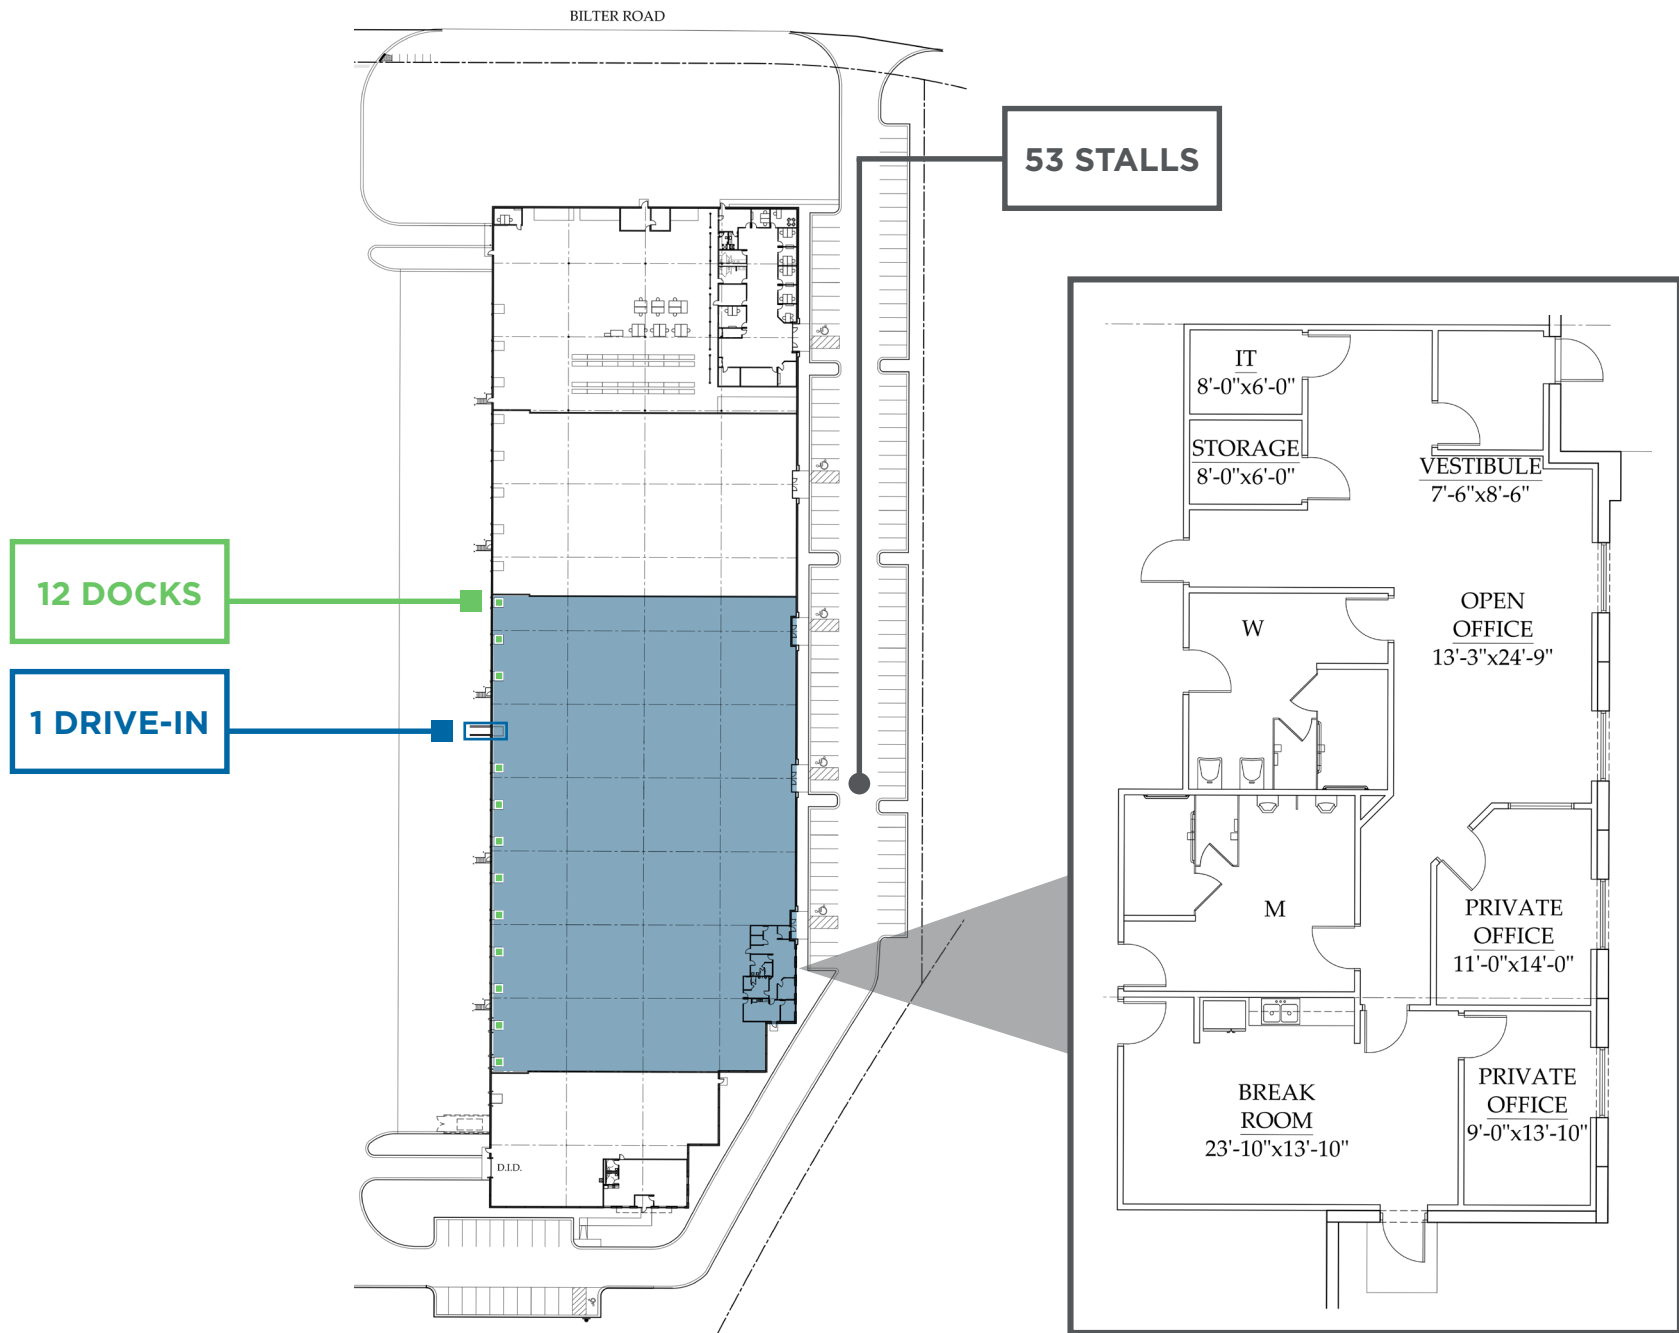 BILTER ROAD
53 STALLS
12 DOCKS
1 DRIVE-IN
D.I.D.
IT
8'-0"x6'-0"
STORAGE
8'-0"x6'-0"
VESTIBULE
7'-6"x8'-6"
W
OPEN
OFFICE
13'-3"x24'-9"
M
PRIVATE
OFFICE
11'-0"x14'-0"
BREAK
ROOM
23'-10"x13'-10"
PRIVATE
OFFICE
9'-0"x13'-10"